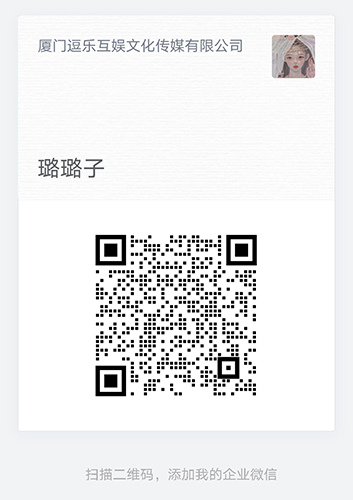 厦门逗乐互娱文化传媒有限公司
璐璐子
扫描二维码，添加我的企业微信